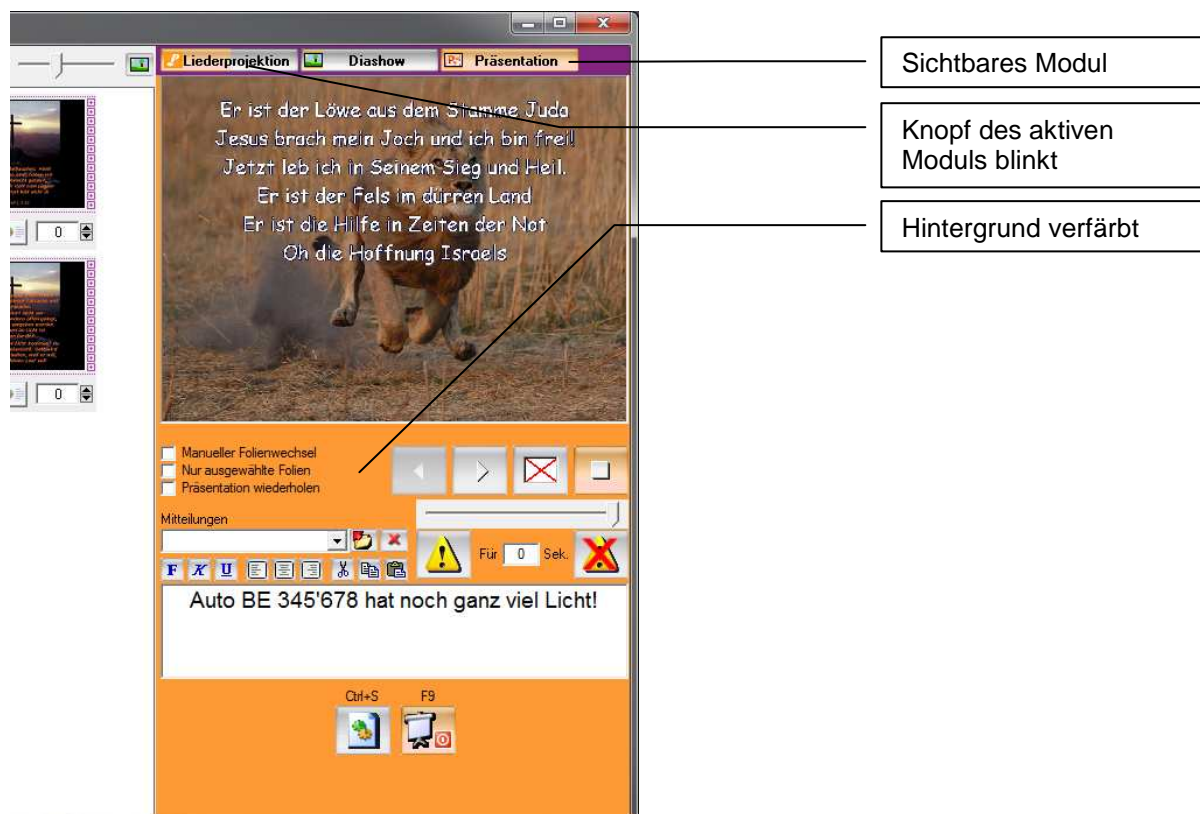 Liederprojektion
Diashow
Präsentation
Er ist der Löwe aus dem Stamme Juda
Jesus brach mein Joch und ich bin frei!
Jetzt leb ich in Seinem Sieg und Heil.
Er ist der Fels im dürren Land
Er ist die Hilfe in Zeiten der Not
Oh die Hoffnung Israels
0
0
Manueller Folienwechsel
Nur ausgewählte Folien
Präsentation wiederholen
Mitteilungen
Für 0 Sek.
F K U
Auto BE 345'678 hat noch ganz viel Licht!
Ctrl+S F9
Sichtbares Modul
Knopf des aktiven
Moduls blinkt
Hintergrund verfärbt